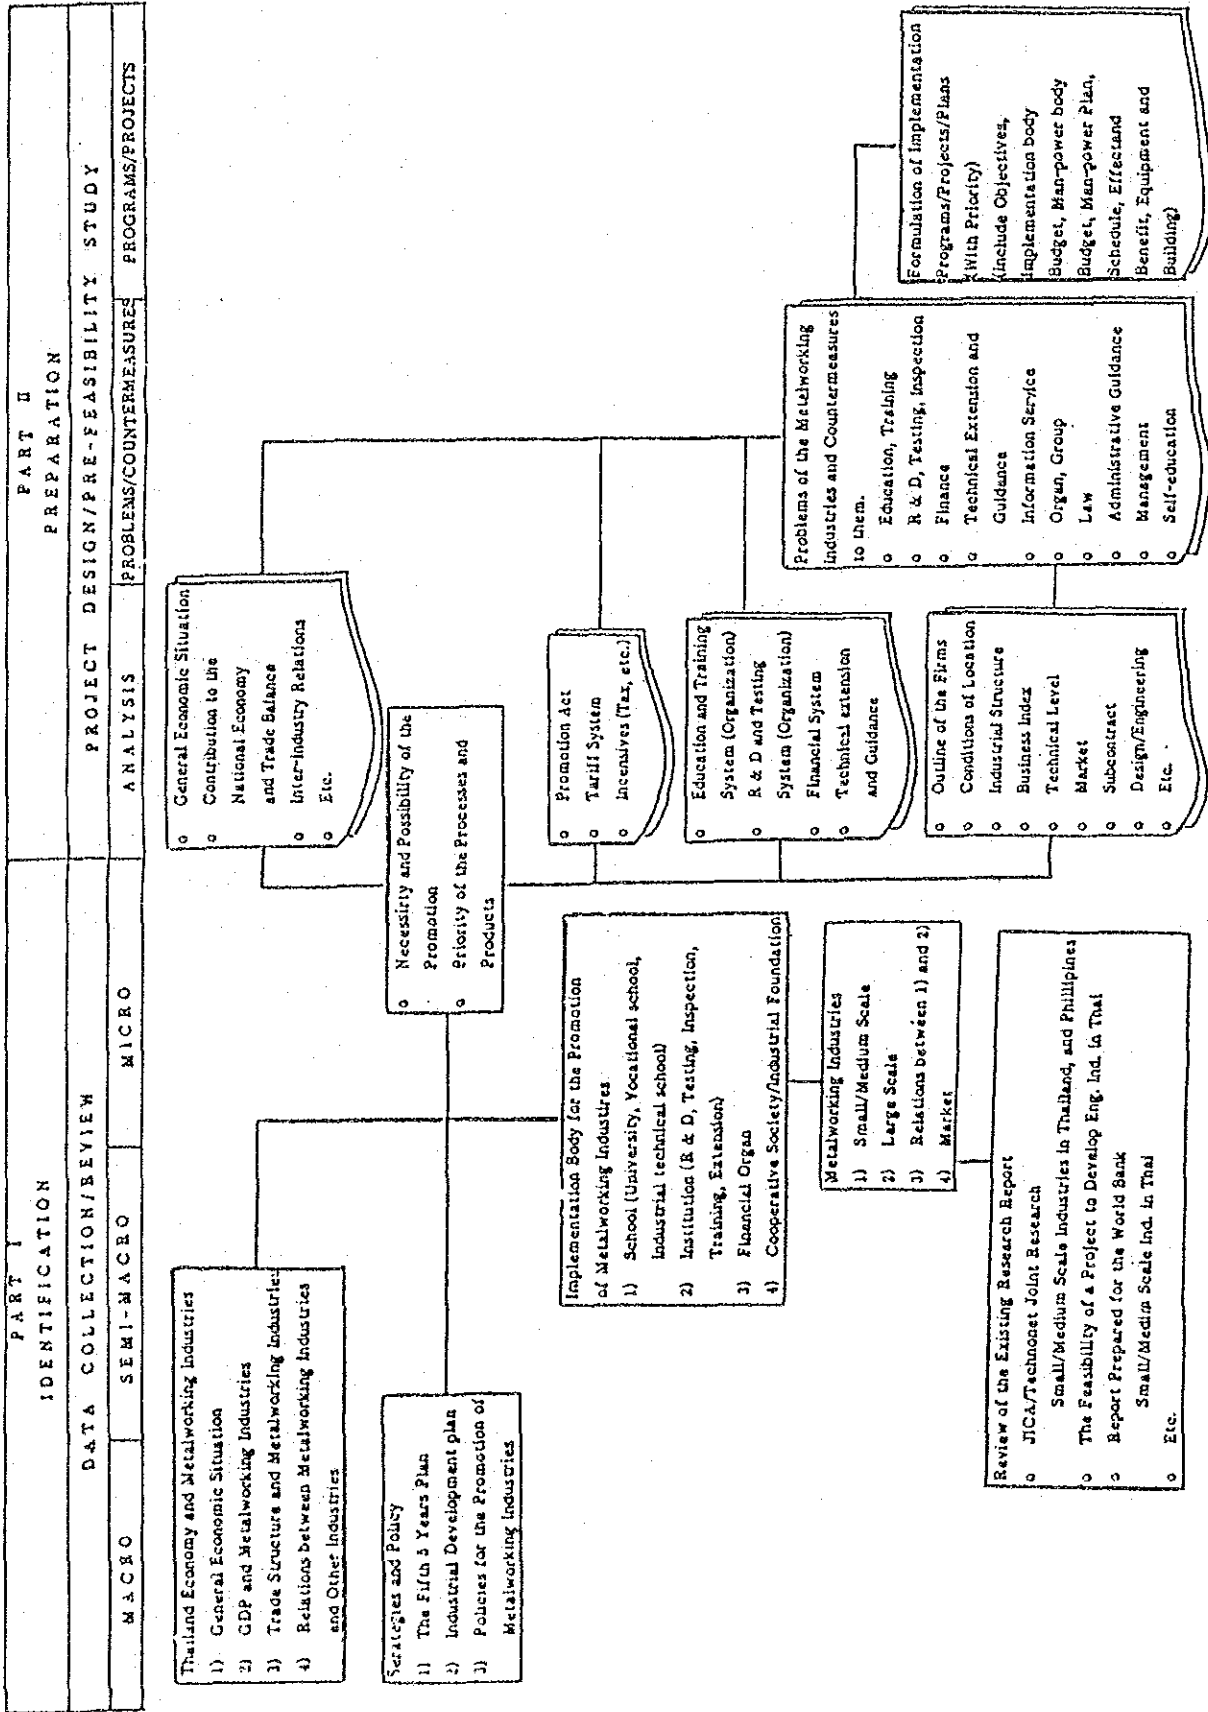 PART I
IDENTIFICATION
PART II
PREPARATION
DATA COLLECTION/REVIEW
PROJECT DESIGN/PRE-FEASIBILITY STUDY
MACRO
SEMI-MACRO
MICRO
ANALYSIS
PROBLEMS/COUNTERMEASURES
PROGRAMS/PROJECTS
Thailand Economy and Metalworking Industries
1) General Economic Situation
2) GDP and Metalworking Industries
3) Trade Structure and Metalworking Industries
4) Relations between Metalworking Industries
and Other Industries
Serategies and Policy
1) The Fifth 5 Years Plan
2) Industrial Development plan
3) Policies for the Promotion of
Metalworking Industries
Implementation Body for the Promotion
of Metalworking Industires
1) School (University, Vocational school,
Industrial technical school)
2) Institution (R & D, Testing, Inspection,
Training, Extension)
3) Financial Organ
4) Cooperative Society/Industrial Foundation
Metalworking Industries
1) Small/Medium Scale
2) Large Scale
3) Relations between 1) and 2)
4) Market
Review of the Existing Research Report
o JICA/Technonet Joint Research
Small/Medium Scale Industries in Thailand, and Phillipines
o The Feasibility of a Project to Develop Eng. Ind. in Thai
o Report Prepared for the World Bank
Small/Medim Scale Ind. in Thai
o Etc.
o Necessirty and Possibility of the
Promotion
o Priority of the Processes and
Products
o General Economic Situation
o Contribution to the
National Economy
and Trade Balance
o Inter-industry Relations
o Etc.
o Promotion Act
o Tariff System
o Incensives (Tax, etc.)
o Education and Training
System (Organization)
o R & D and Testing
System (Organization)
o Financial System
o Technical extension
and Guidance
o Outline of the Firms
o Conditions of Location
o Industrial Structure
o Business Index
o Technical Level
o Market
o Subcontract
o Design/Engineering
o Etc.
Problems of the Metalworking
Industries and Countermeasures
to them.
o Education, Training
o R & D, Testing, Inspection
o Finance
o Technical Extension and
Guidance
o Information Service
o Organ, Group
o Law
o Administrative Guidance
o Management
o Self-education
Formulation of Implementation
Programs/Projects/Plans
(With Priority)
(Include Objectives,
Implementation body
Budget, Man-power body
Budget, Man-power Plan,
Schedule, Effectand
Benefit, Equipment and
Building)